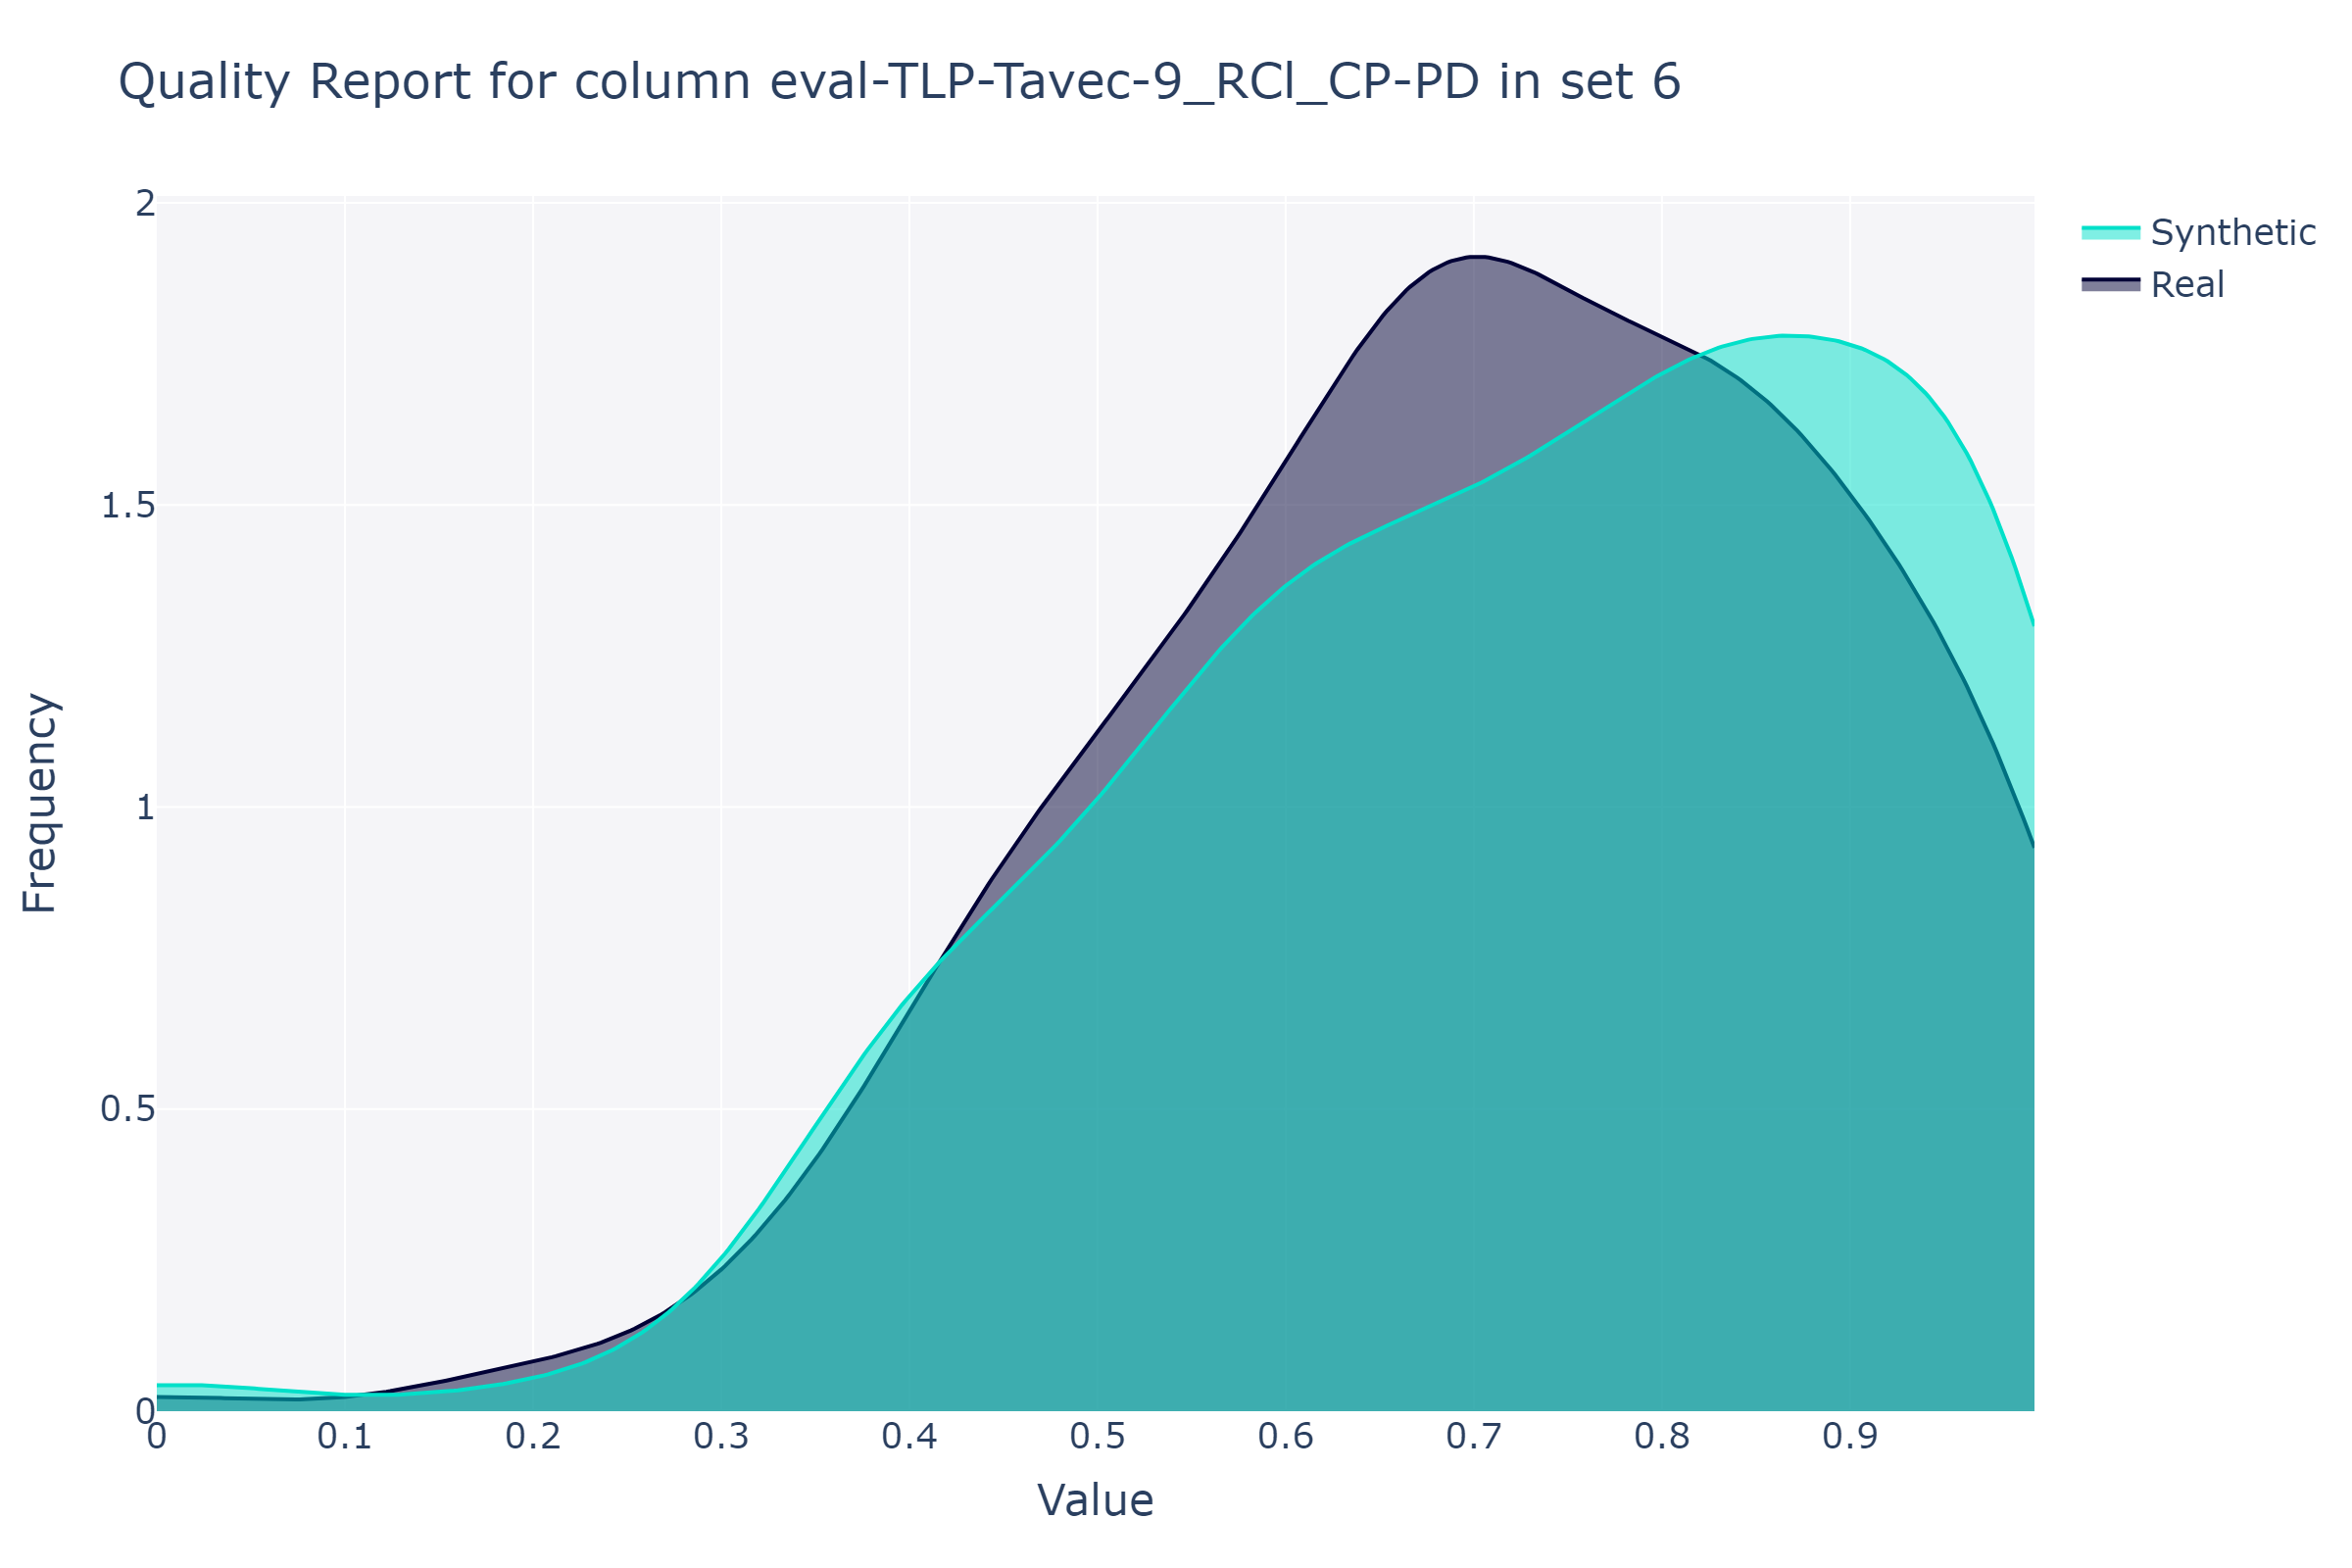 Quality Report for column eval-TLP-Tavec-9_RCl_CP-PD in set 6
Synthetic
Real
Frequency
2
1.5
1
0.5
0
0 0.1 0.2 0.3 0.4 0.5 0.6 0.7 0.8 0.9
Value